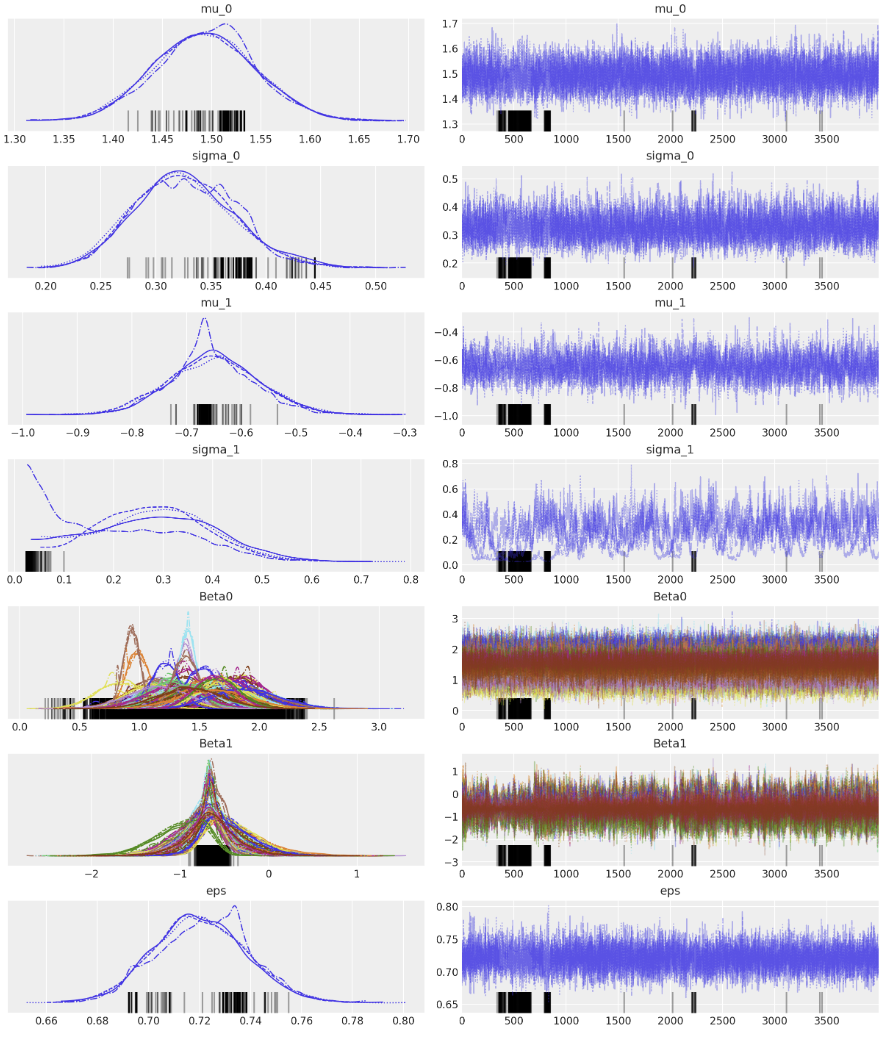 mu_0 mu_0
1.7
1.6
1.5
1.4
1.3
1.30 1.35 1.40 1.45 1.50 1.55 1.60 1.65 1.70 0 500 1000 1500 2000 2500 3000 3500
sigma_0 sigma_0
0.5
0.4
0.3
0.2
0.20 0.25 0.30 0.35 0.40 0.45 0.50 0 500 1000 1500 2000 2500 3000 3500
mu_1 mu_1
−0.4
−0.6
−0.8
−1.0
−1.0 −0.9 −0.8 −0.7 −0.6 −0.5 −0.4 −0.3 0 500 1000 1500 2000 2500 3000 3500
sigma_1 sigma_1
0.8
0.6
0.4
0.2
0.0
0.0 0.1 0.2 0.3 0.4 0.5 0.6 0.7 0.8 0 500 1000 1500 2000 2500 3000 3500
Beta0 Beta0
3
2
1
0
0.0 0.5 1.0 1.5 2.0 2.5 3.0 0 500 1000 1500 2000 2500 3000 3500
Beta1 Beta1
1
0
−1
−2
−3
−2 −1 0 1 0 500 1000 1500 2000 2500 3000 3500
eps eps
0.80
0.75
0.70
0.65
0.66 0.68 0.70 0.72 0.74 0.76 0.78 0.80 0 500 1000 1500 2000 2500 3000 3500